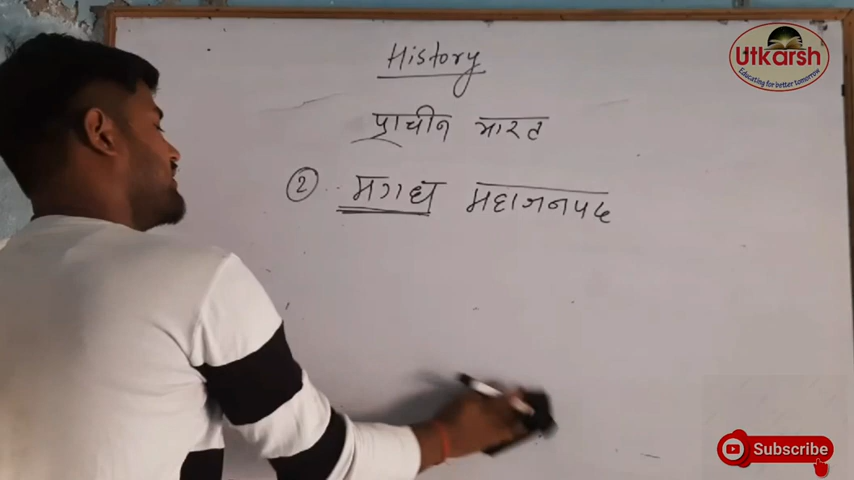 History
प्राचीन भारत
② मगध महाजनपद
Utkarsh
Educating for better tomorrow
Subscribe